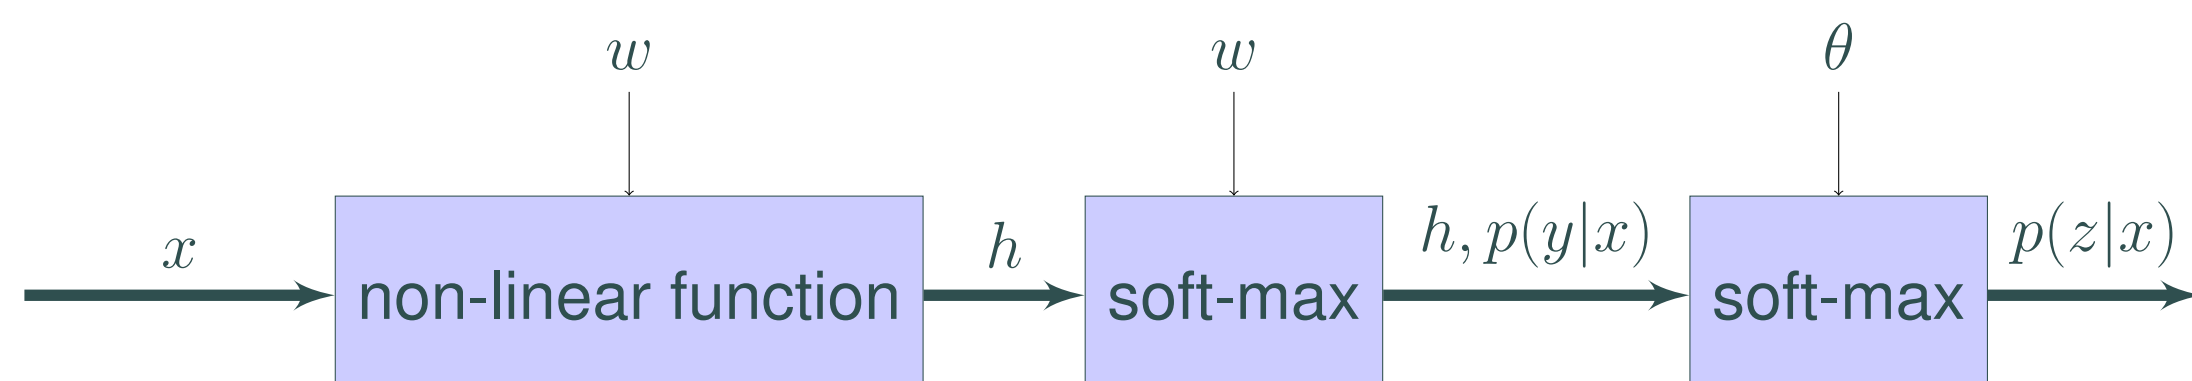 w w θ
x h h, p(y|x) p(z|x)
non-linear function soft-max soft-max